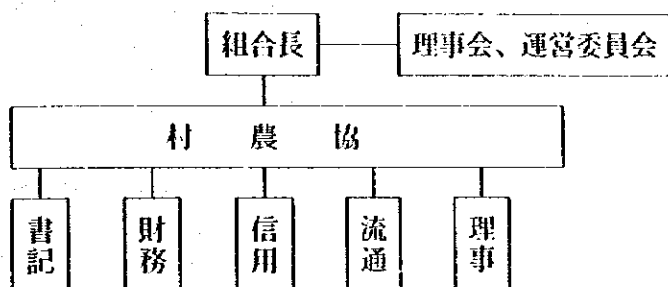 組合長
理事会、運営委員会
村農協
書記
財務
信用
流通
理事